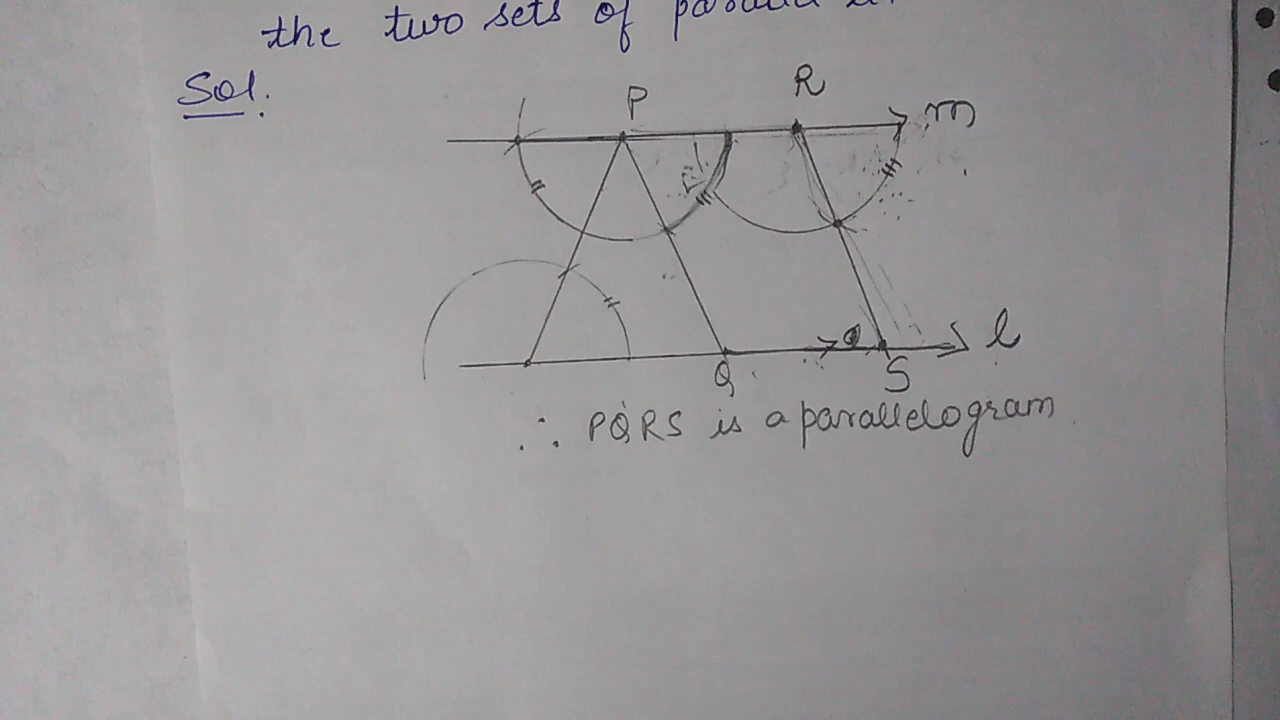 the two sets of
Sol.
P
R
m
l
Q
S
∴ PQRS is a parallelogram